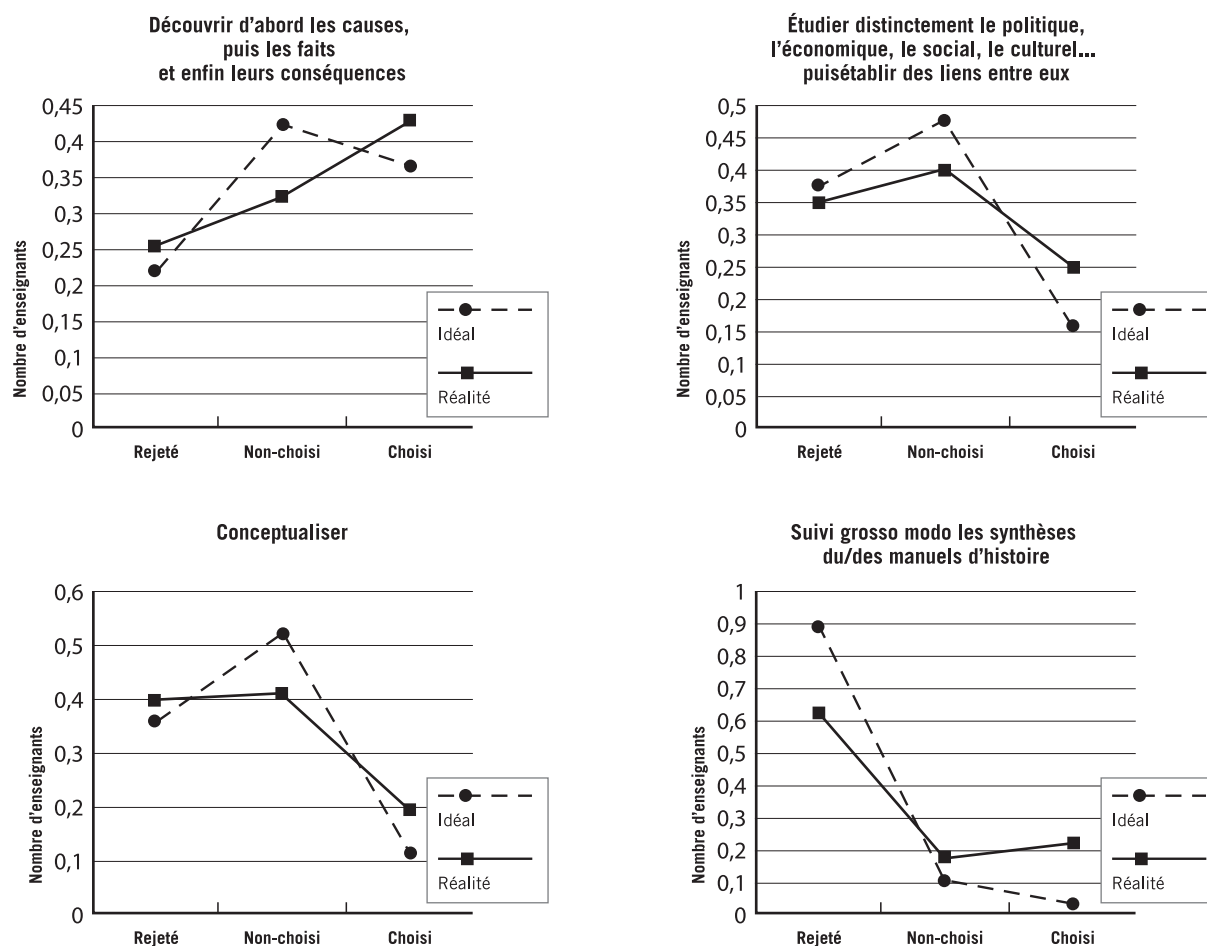 Découvrir d'abord les causes,
puis les faits
et enfin leurs conséquences
0,45
0,4
0,35
0,3
0,25
0,2
0,15
0,1
0,05
0
Nombre d'enseignants
Rejeté
Non-choisi
Choisi
Idéal
Réalité
Étudier distinctement le politique,
l'économique, le social, le culturel...
puisétablir des liens entre eux
0,5
0,45
0,4
0,35
0,3
0,25
0,2
0,15
0,1
0,05
0
Nombre d'enseignants
Rejeté
Non-choisi
Choisi
Idéal
Réalité
Conceptualiser
0,6
0,5
0,4
0,3
0,2
0,1
0
Nombre d'enseignants
Rejeté
Non-choisi
Choisi
Idéal
Réalité
Suivi grosso modo les synthèses
du/des manuels d'histoire
1
0,9
0,8
0,7
0,6
0,5
0,4
0,3
0,2
0,1
0
Nombre d'enseignants
Rejeté
Non-choisi
Choisi
Idéal
Réalité